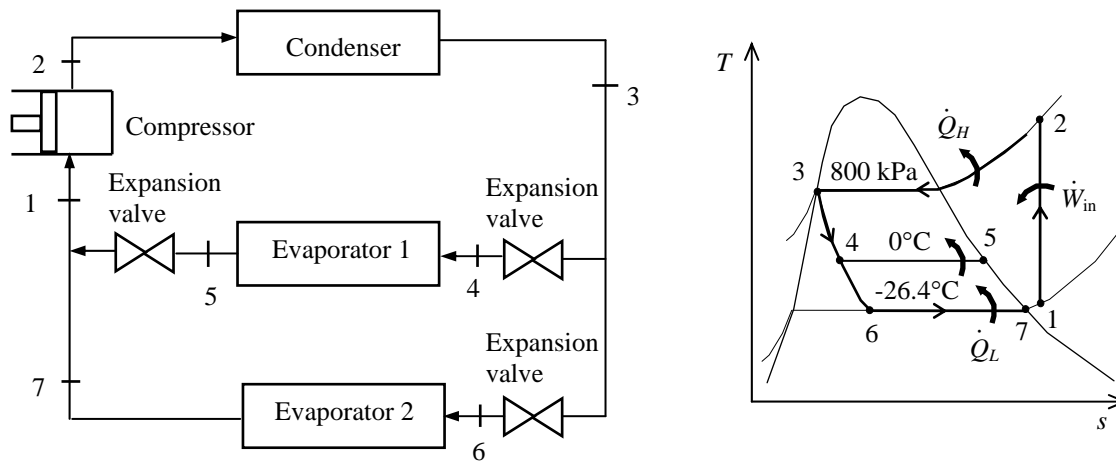 Condenser
2
3
Compressor
1
Expansion
valve
Expansion
valve
Evaporator 1
5
4
Expansion
valve
7
Evaporator 2
6
T
2
Q̇H
3
800 kPa
Ẇin
4
0°C
5
-26.4°C
6
7
1
Q̇L
s